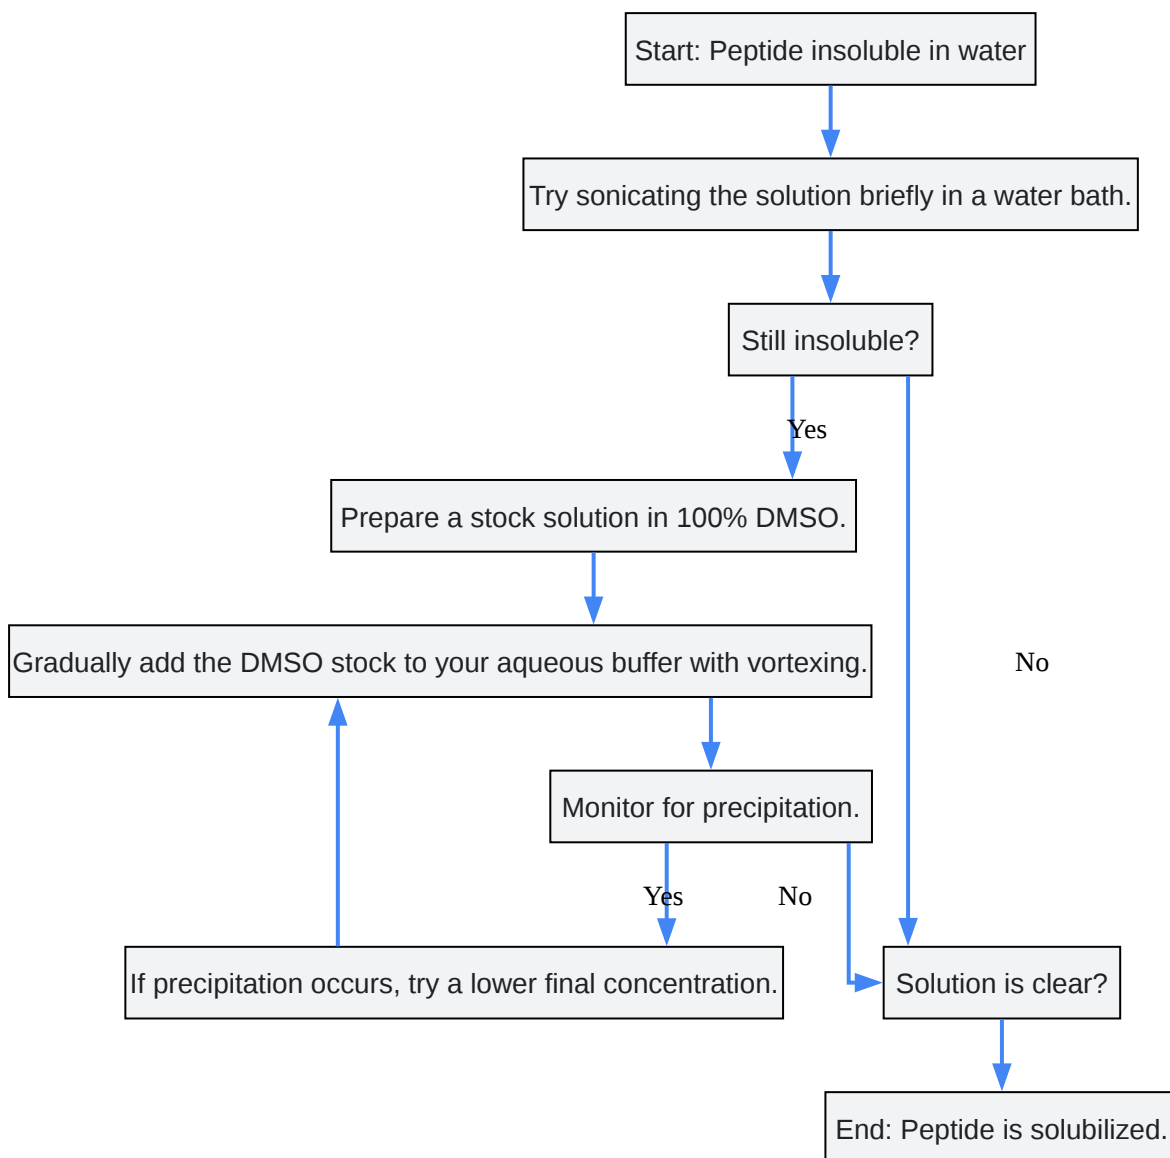 Start: Peptide insoluble in water
Try sonicating the solution briefly in a water bath.
Still insoluble?
Yes
Prepare a stock solution in 100% DMSO.
Gradually add the DMSO stock to your aqueous buffer with vortexing.
No
Monitor for precipitation.
Yes
No
If precipitation occurs, try a lower final concentration.
Solution is clear?
End: Peptide is solubilized.